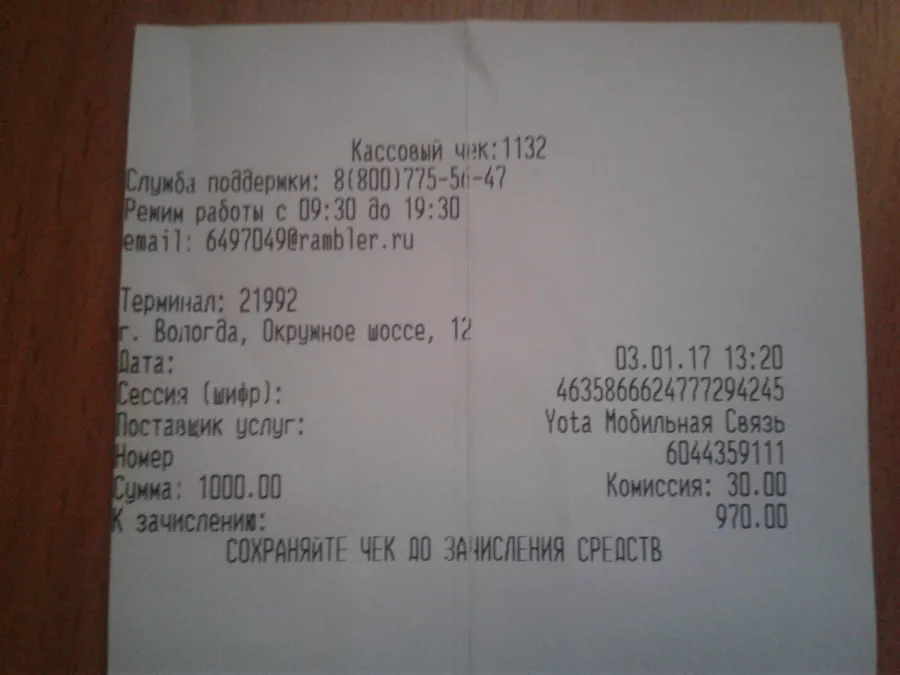 Кассовый чек:1132
Служба поддержки: 8(800)775-56-47
Режим работы с 09:30 до 19:30
email: 6497049@rambler.ru
Терминал: 21992
г. Вологда, Окружное шоссе, 12
Дата: 03.01.17 13:20
Сессия (шифр): 4635866624777294245
Поставщик услуг: Yota Мобильная Связь
Номер 6044359111
Сумма: 1000.00 Комиссия: 30.00
К зачислению: 970.00
СОХРАНЯйТЕ ЧЕК ДО ЗАЧИСЛЕНИЯ СРЕДСТВ